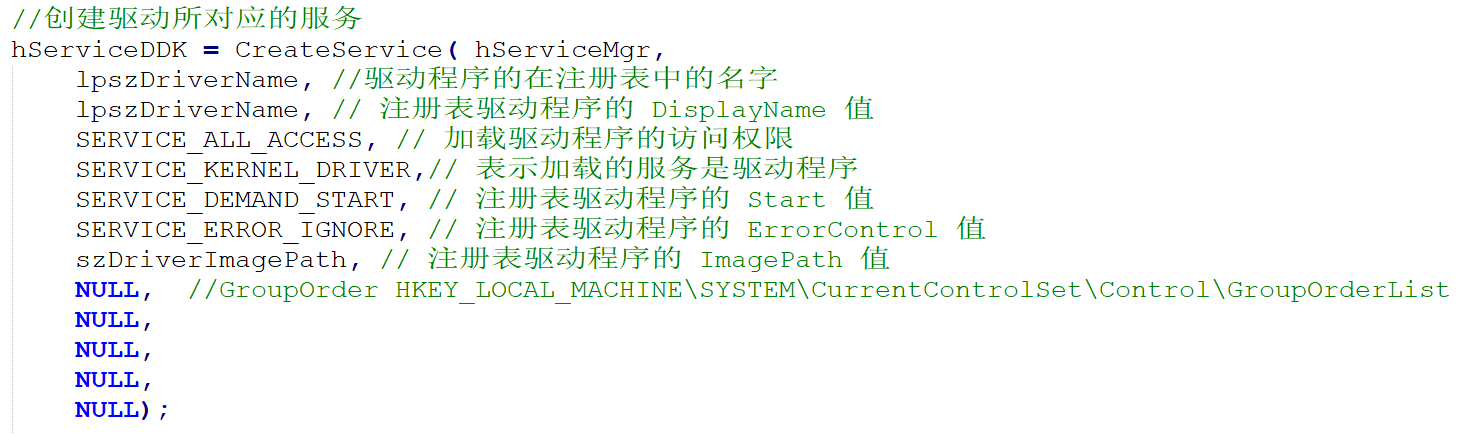 //创建驱动所对应的服务
hServiceDDK = CreateService( hServiceMgr,
lpszDriverName, //驱动程序的在注册表中的名字
lpszDriverName, // 注册表驱动程序的 DisplayName 值
SERVICE_ALL_ACCESS, // 加载驱动程序的访问权限
SERVICE_KERNEL_DRIVER,// 表示加载的服务是驱动程序
SERVICE_DEMAND_START, // 注册表驱动程序的 Start 值
SERVICE_ERROR_IGNORE, // 注册表驱动程序的 ErrorControl 值
szDriverImagePath, // 注册表驱动程序的 ImagePath 值
NULL, //GroupOrder HKEY_LOCAL_MACHINE\SYSTEM\CurrentControlSet\Control\GroupOrderList
NULL,
NULL,
NULL,
NULL);